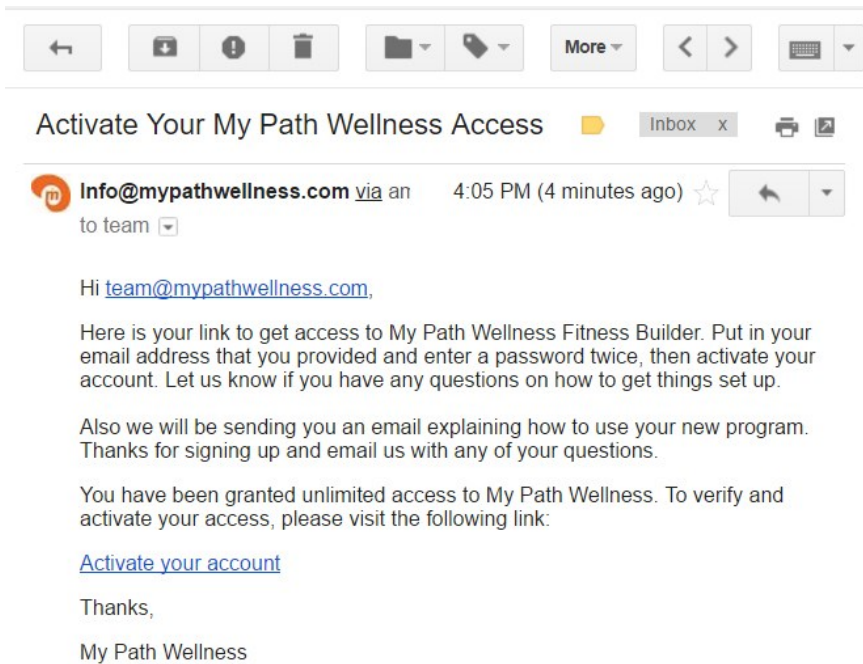 More
Activate Your My Path Wellness Access
Inbox x
m
Info@mypathwellness.com via am
4:05 PM (4 minutes ago)
to team
Hi team@mypathwellness.com,
Here is your link to get access to My Path Wellness Fitness Builder. Put in your
email address that you provided and enter a password twice, then activate your
account. Let us know if you have any questions on how to get things set up.
Also we will be sending you an email explaining how to use your new program.
Thanks for signing up and email us with any of your questions.
You have been granted unlimited access to My Path Wellness. To verify and
activate your access, please visit the following link:
Activate your account
Thanks,
My Path Wellness